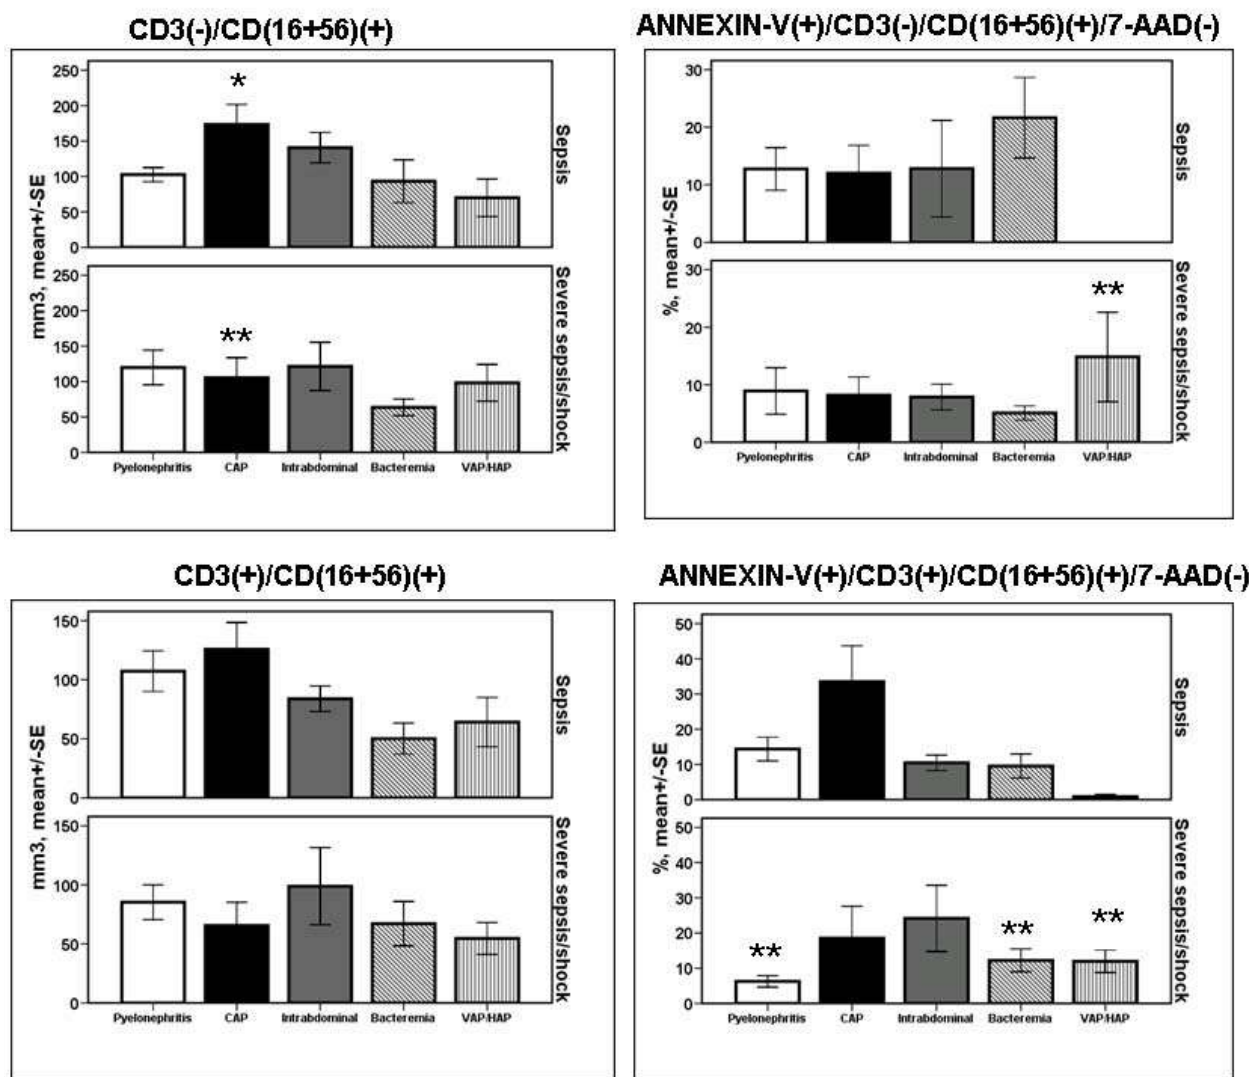 CD3(-)/CD(16+56)(+)
250
200
150
100
50
0
*
Sepsis
250
200
150
100
50
0
**
Severe sepsis/shock
mm3, mean+/-SE
Pyelonephritis CAP Intrabdominal Bacteremia VAP/HAP
ANNEXIN-V(+)/CD3(-)/CD(16+56)(+)/7-AAD(-)
30
20
10
0
Sepsis
30
20
10
0
**
Severe sepsis/shock
%, mean+/-SE
Pyelonephritis CAP Intrabdominal Bacteremia VAP/HAP
CD3(+)/CD(16+56)(+)
150
100
50
0
Sepsis
150
100
50
0
Severe sepsis/shock
mm3, mean+/-SE
Pyelonephritis CAP Intrabdominal Bacteremia VAP/HAP
ANNEXIN-V(+)/CD3(+)/CD(16+56)(+)/7-AAD(-)
50
40
30
20
10
0
Sepsis
50
40
30
20
10
0
** ** **
Severe sepsis/shock
%, mean+/-SE
Pyelonephritis CAP Intrabdominal Bacteremia VAP/HAP